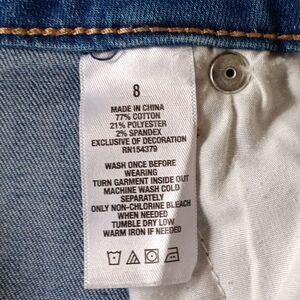 8
MADE IN CHINA
77% COTTON
21% POLYESTER
2% SPANDEX
EXCLUSIVE OF DECORATION
RN154379
WASH ONCE BEFORE
WEARING
TURN GARMENT INSIDE OUT
MACHINE WASH COLD
SEPARATELY
ONLY NON-CHLORINE BLEACH
WHEN NEEDED
TUMBLE DRY LOW
WARM IRON IF NEEDED